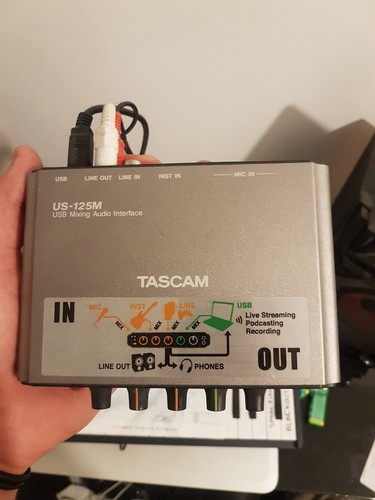 USB LINE OUT LINE IN INST IN MIC IN
US-125M
USB Mixing Audio Interface
TASCAM
IN
MIC INST LINE USB
MIX MIX MIX MIX
Live Streaming
Podcasting
Recording
LINE OUT PHONES
OUT